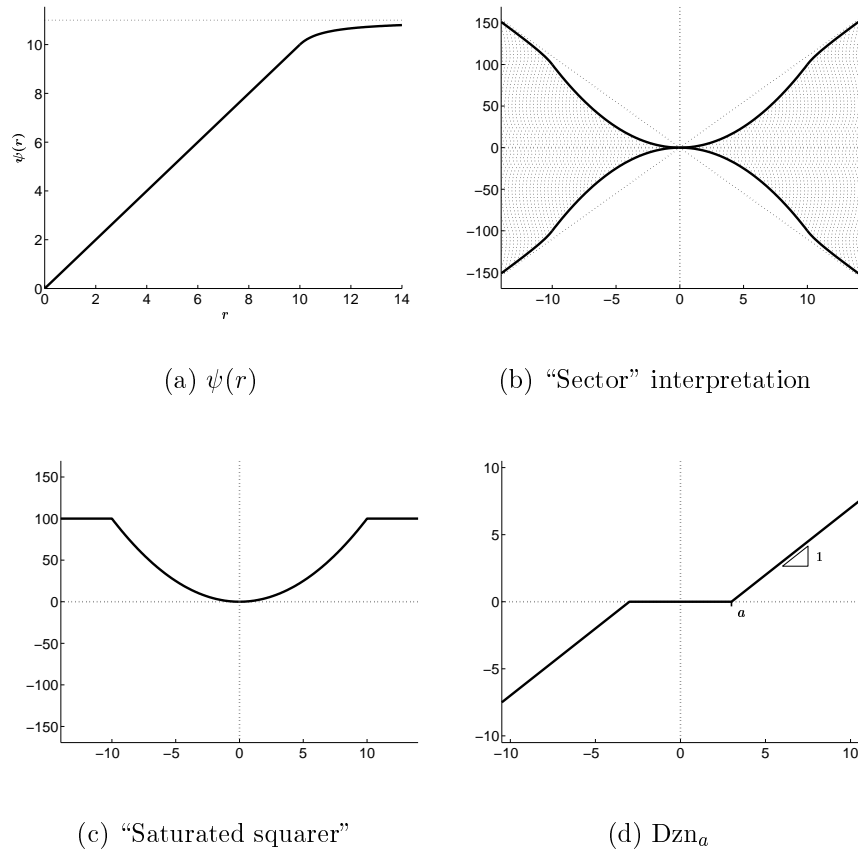 10
8
6
4
2
0
ψ(r)
0 2 4 6 8 10 12 14
r
(a) ψ(r)
150
100
50
0
−50
−100
−150
−10 −5 0 5 10
(b) “Sector” interpretation
150
100
50
0
−50
−100
−150
−10 −5 0 5 10
(c) “Saturated squarer”
10
5
0
−5
−10
1
a
−10 −5 0 5 10
(d) Dznₐ